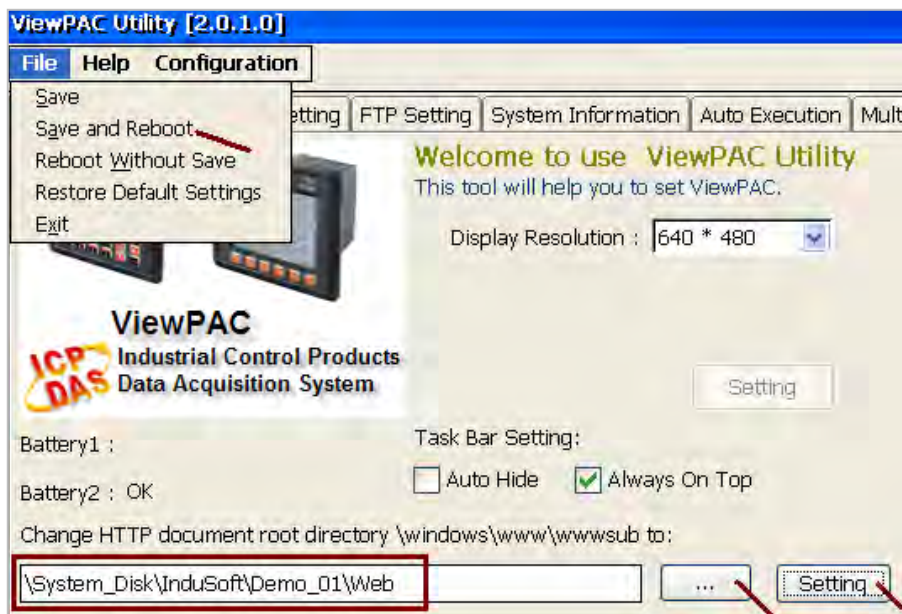 ViewPAC Utility [2.0.1.0]
File Help Configuration
Save
Save and Reboot
Reboot Without Save
Restore Default Settings
Exit
etting FTP Setting System Information Auto Execution Mult
Welcome to use ViewPAC Utility
This tool will help you to set ViewPAC.
Display Resolution : 640 * 480
ViewPAC
ICP DAS
Industrial Control Products
Data Acquisition System
Setting
Battery1 :
Task Bar Setting:
Auto Hide Always On Top
Battery2 : OK
Change HTTP document root directory \windows\www\wwwsub to:
\System_Disk\InduSoft\Demo_01\Web ... Setting